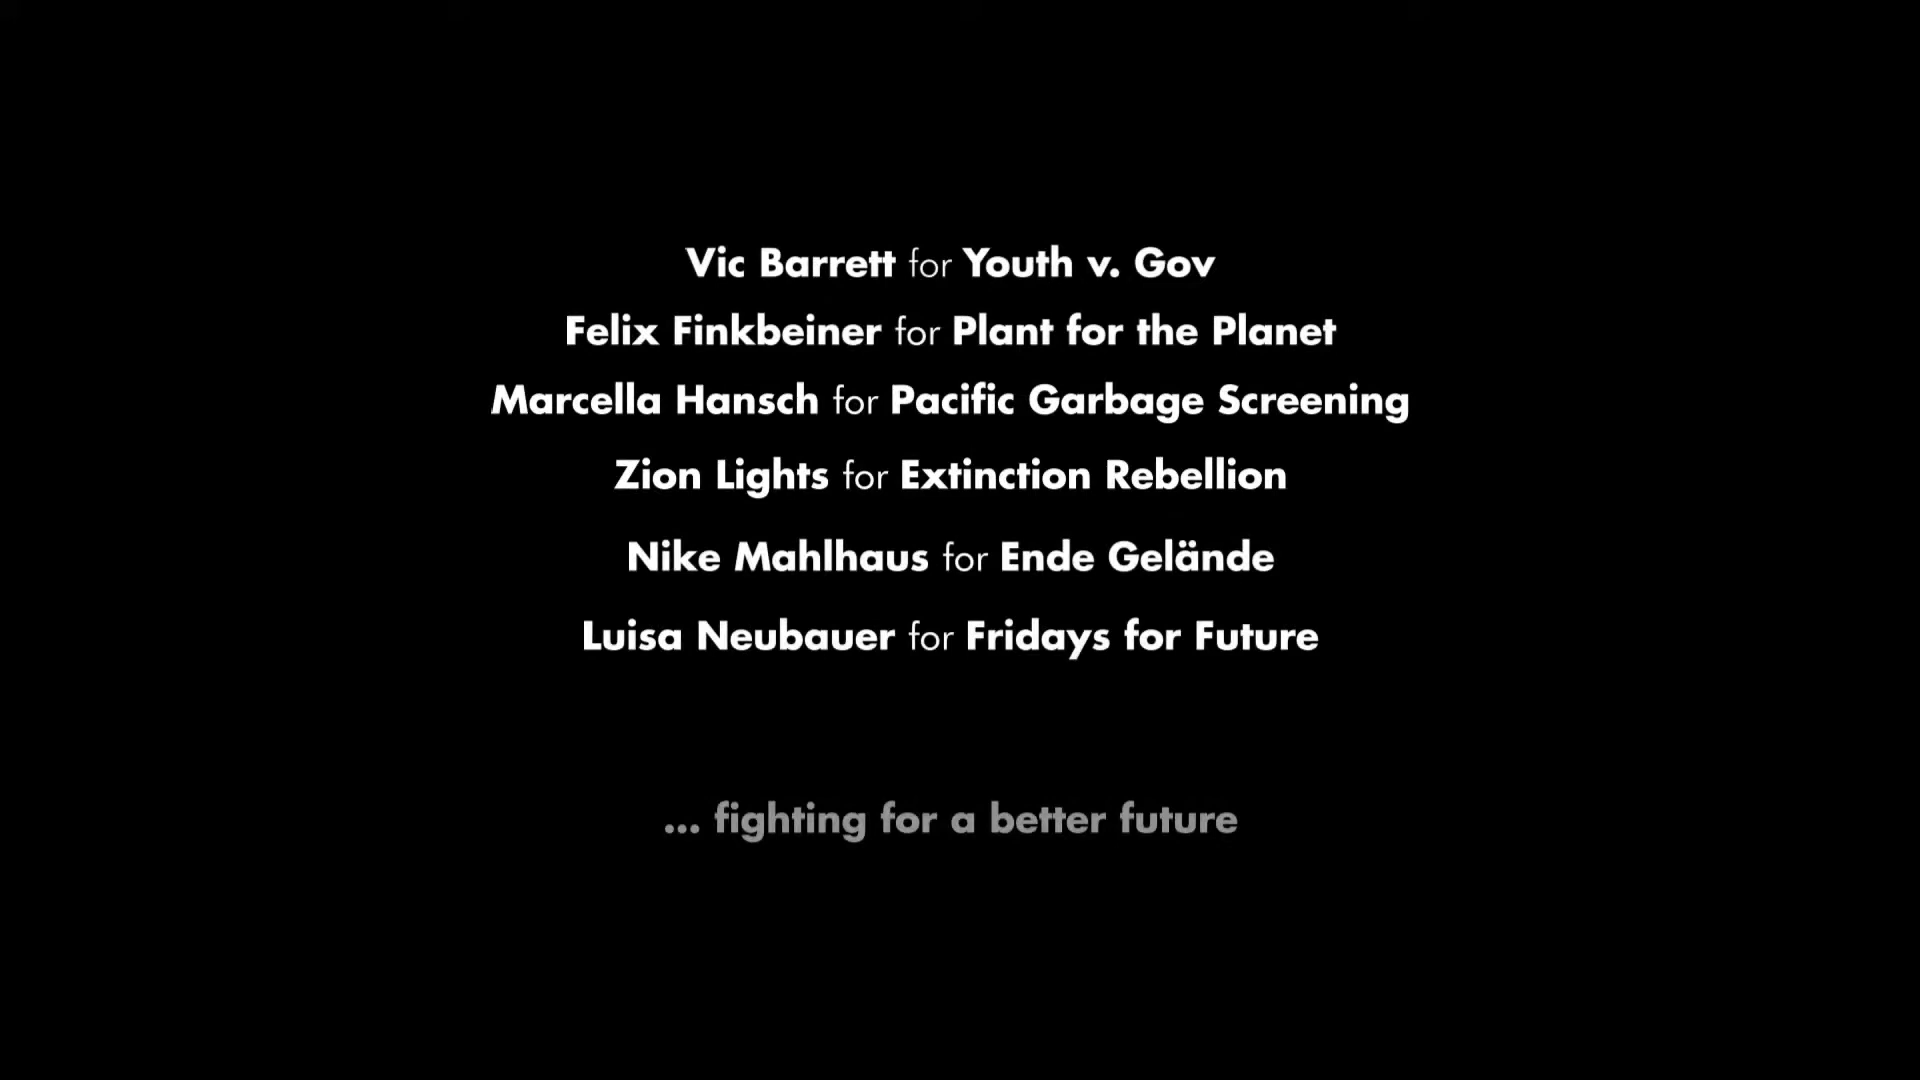 Vic Barrett for Youth v. Gov
Felix Finkbeiner for Plant for the Planet
Marcella Hansch for Pacific Garbage Screening
Zion Lights for Extinction Rebellion
Nike Mahlhaus for Ende Gelände
Luisa Neubauer for Fridays for Future
... fighting for a better future